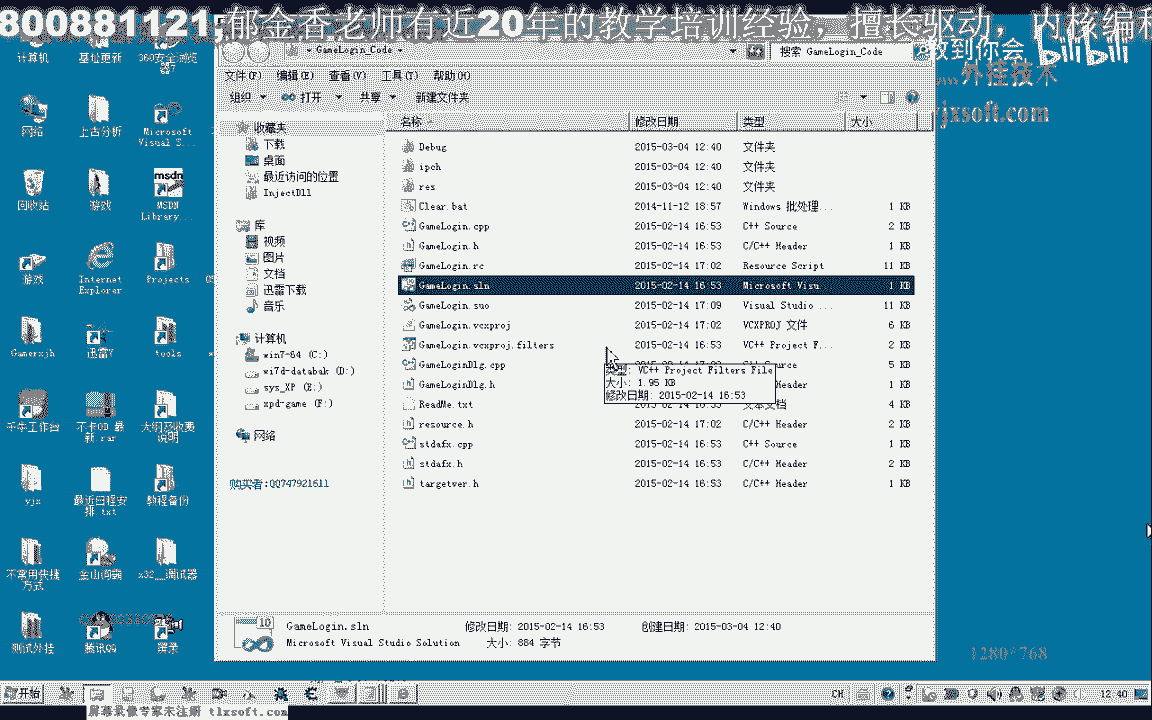 800881121;郁金香老师有近20年的教学培训经验，擅长驱动，内核编程
教到你会
bilibili
外挂技术
yjxsoft.com
GameLogin_Code
搜索 GameLogin_Code
文件(F) 编辑(E) 查看(V) 工具(T) 帮助(H)
组织 打开 共享 新建文件夹
收藏夹
下载
桌面
最近访问的位置
InjectDll
库
视频
图片
文档
迅雷下载
音乐
计算机
win7-64 (C:)
wi7d-databak (D:)
sys_XP (E:)
xpd-game (F:)
网络
购买者:QQ747921611
名称 修改日期 类型 大小
Debug 2015-03-04 12:40 文件夹
ipch 2015-03-04 12:40 文件夹
res 2015-03-04 12:40 文件夹
Clear.bat 2014-11-12 18:57 Windows 批处理... 1 KB
GameLogin.cpp 2015-02-14 16:53 C++ Source 2 KB
GameLogin.h 2015-02-14 16:53 C/C++ Header 1 KB
GameLogin.rc 2015-02-14 17:02 Resource Script 11 KB
GameLogin.sln 2015-02-14 16:53 Microsoft Visu... 1 KB
GameLogin.suo 2015-02-14 17:09 Visual Studio ... 11 KB
GameLogin.vcxproj 2015-02-14 17:02 VCXPROJ 文件 6 KB
GameLogin.vcxproj.filters 2015-02-14 16:53 VC++ Project F... 2 KB
GameLoginDlg.cpp 5 KB
GameLoginDlg.h 1 KB
ReadMe.txt 2015-02-14 16:53 文本文档 4 KB
resource.h 2015-02-14 17:02 C/C++ Header 2 KB
stdafx.cpp 2015-02-14 16:53 C++ Source 1 KB
stdafx.h 2015-02-14 16:53 C/C++ Header 2 KB
targetver.h 2015-02-14 16:53 C/C++ Header 1 KB
类型: VC++ Project Filters File
大小: 1.95 KB
修改日期: 2015-02-14 16:53
GameLogin.sln 修改日期: 2015-02-14 16:53 创建日期: 2015-03-04 12:40
Microsoft Visual Studio Solution 大小: 884 字节
计算机 基址更新 360安全浏览器7
网络 上古分析 Microsoft Visual S...
回收站 游戏 MSDN Library...
游戏 Internet Explorer Projects
Gamerxjh 迅雷7 tools
千牛工作台 不卡QD 最新.rar 大纲及收费说明
yjx 最近日程安排.txt 教程备份
不常用快捷方式 金山词霸 x32__调试器
测试外挂 腾讯QQ 屏录
1280*768
开始 CH 12:40
屏幕录像专家未注册 tlxsoft.com